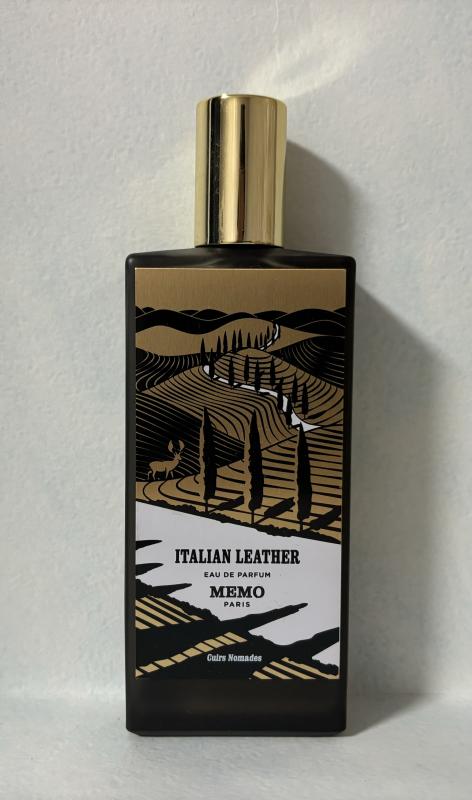 ITALIAN LEATHER
EAU DE PARFUM
MEMO
PARIS
Cuirs Nomades